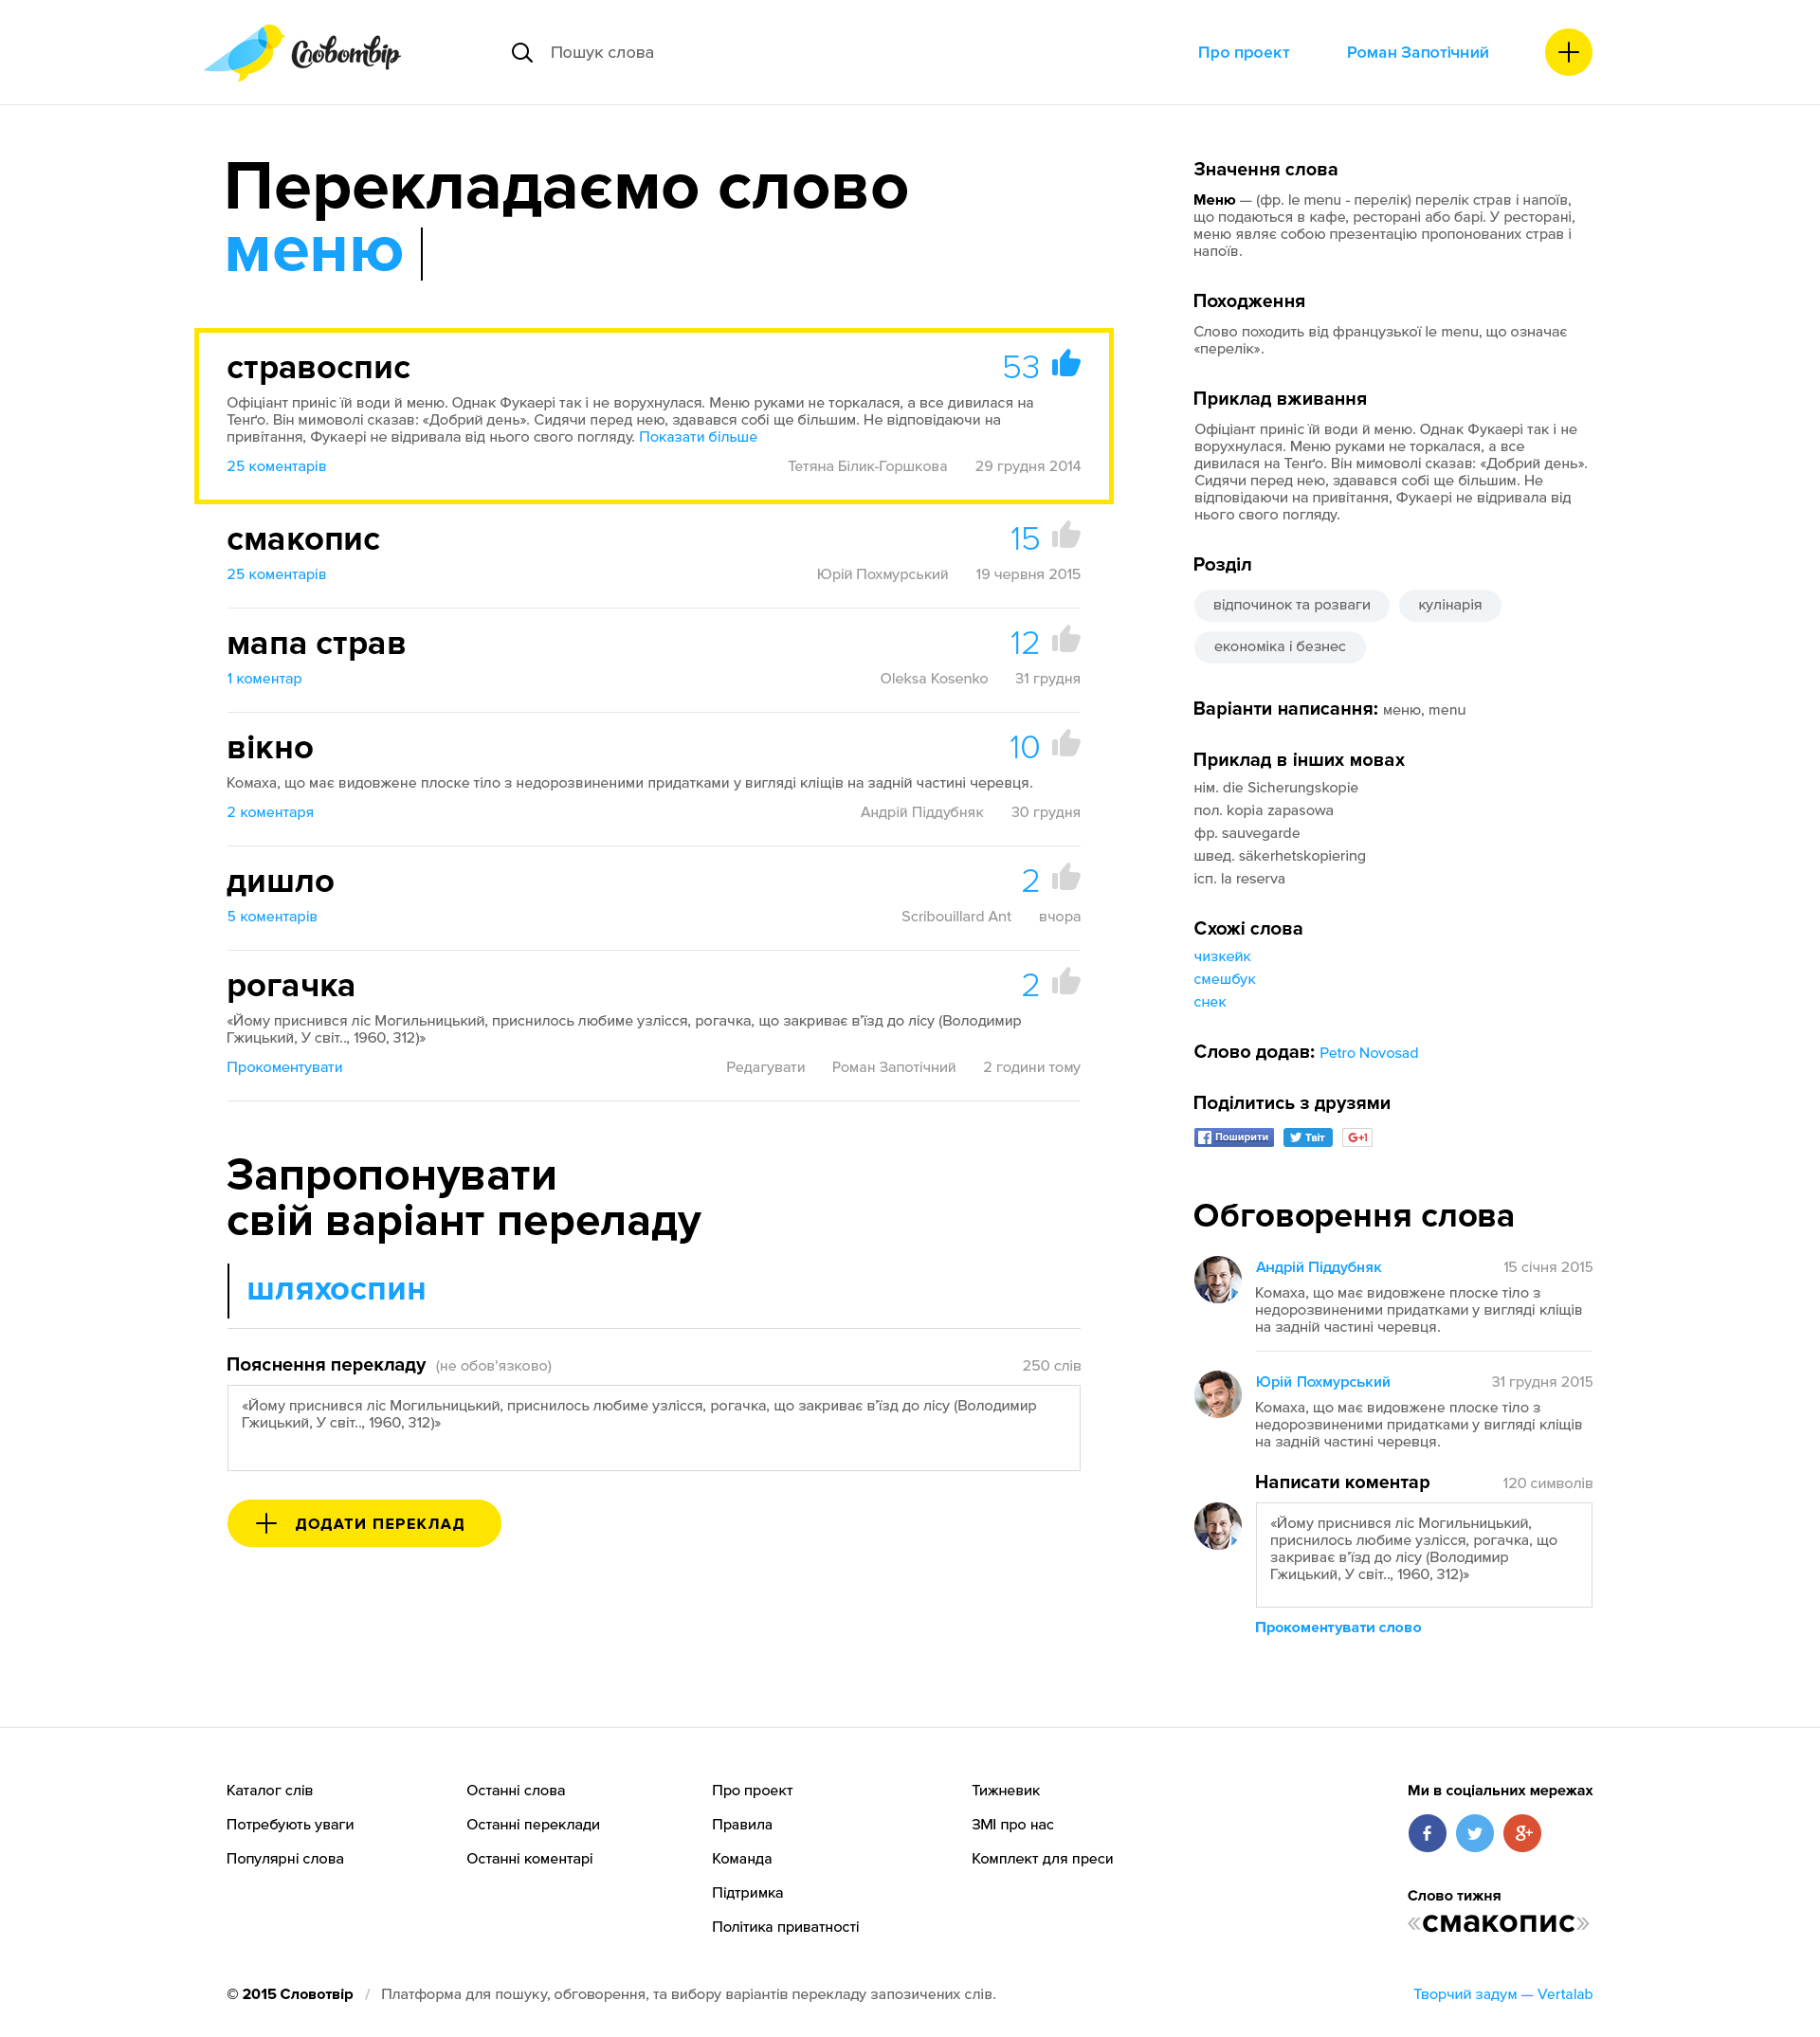 Словотвір
Пошук слова
Про проект
Роман Запотічний
Перекладаємо слово
меню
стравоспис
53
Офіціант приніс їй води й меню. Однак Фукаері так і не ворухнулася. Меню руками не торкалася, а все дивилася на
Тенґо. Він мимоволі сказав: «Добрий день». Сидячи перед нею, здавався собі ще більшим. Не відповідаючи на
привітання, Фукаері не відривала від нього свого погляду. Показати більше
25 коментарів
Тетяна Білик-Горшкова
29 грудня 2014
смакопис
15
25 коментарів
Юрій Похмурський
19 червня 2015
мапа страв
12
1 коментар
Oleksa Kosenko
31 грудня
вікно
10
Комаха, що має видовжене плоске тіло з недорозвиненими придатками у вигляді кліщів на задній частині черевця.
2 коментаря
Андрій Піддубняк
30 грудня
дишло
2
5 коментарів
Scribouillard Ant
вчора
рогачка
2
«Йому приснився ліс Могильницький, приснилось любиме узлісся, рогачка, що закриває в’їзд до лісу (Володимир
Гжицький, У світ.., 1960, 312)»
Прокоментувати
Редагувати
Роман Запотічний
2 години тому
Запропонувати
свій варіант переладу
шляхоспин
Пояснення перекладу (не обов'язково)
250 слів
«Йому приснився ліс Могильницький, приснилось любиме узлісся, рогачка, що закриває в’їзд до лісу (Володимир
Гжицький, У світ.., 1960, 312)»
ДОДАТИ ПЕРЕКЛАД
Значення слова
Меню — (фр. le menu - перелік) перелік страв і напоїв,
що подаються в кафе, ресторані або барі. У ресторані,
меню являє собою презентацію пропонованих страв і
напоїв.
Походження
Слово походить від французької le menu, що означає
«перелік».
Приклад вживання
Офіціант приніс їй води й меню. Однак Фукаері так і не
ворухнулася. Меню руками не торкалася, а все
дивилася на Тенґо. Він мимоволі сказав: «Добрий день».
Сидячи перед нею, здавався собі ще більшим. Не
відповідаючи на привітання, Фукаері не відривала від
нього свого погляду.
Розділ
відпочинок та розваги
кулінарія
економіка і бізнес
Варіанти написання: меню, menu
Приклад в інших мовах
нім. die Sicherungskopie
пол. kopia zapasowa
фр. sauvegarde
швед. säkerhetskopiering
ісп. la reserva
Схожі слова
чизкейк
смешбук
снек
Слово додав: Petro Novosad
Поділитись з друзями
Поширити
Твіт
G+1
Обговорення слова
Андрій Піддубняк
15 січня 2015
Комаха, що має видовжене плоске тіло з
недорозвиненими придатками у вигляді кліщів
на задній частині черевця.
Юрій Похмурський
31 грудня 2015
Комаха, що має видовжене плоске тіло з
недорозвиненими придатками у вигляді кліщів
на задній частині черевця.
Написати коментар
120 символів
«Йому приснився ліс Могильницький,
приснилось любиме узлісся, рогачка, що
закриває в’їзд до лісу (Володимир
Гжицький, У світ.., 1960, 312)»
Прокоментувати слово
Каталог слів
Потребують уваги
Популярні слова
Останні слова
Останні переклади
Останні коментарі
Про проект
Правила
Команда
Підтримка
Політика приватності
Тижневик
ЗМІ про нас
Комплект для преси
Ми в соціальних мережах
f
g+
Слово тижня
«смакопис»
© 2015 Словотвір / Платформа для пошуку, обговорення, та вибору варіантів перекладу запозичених слів.
Творчий задум — Vertalab